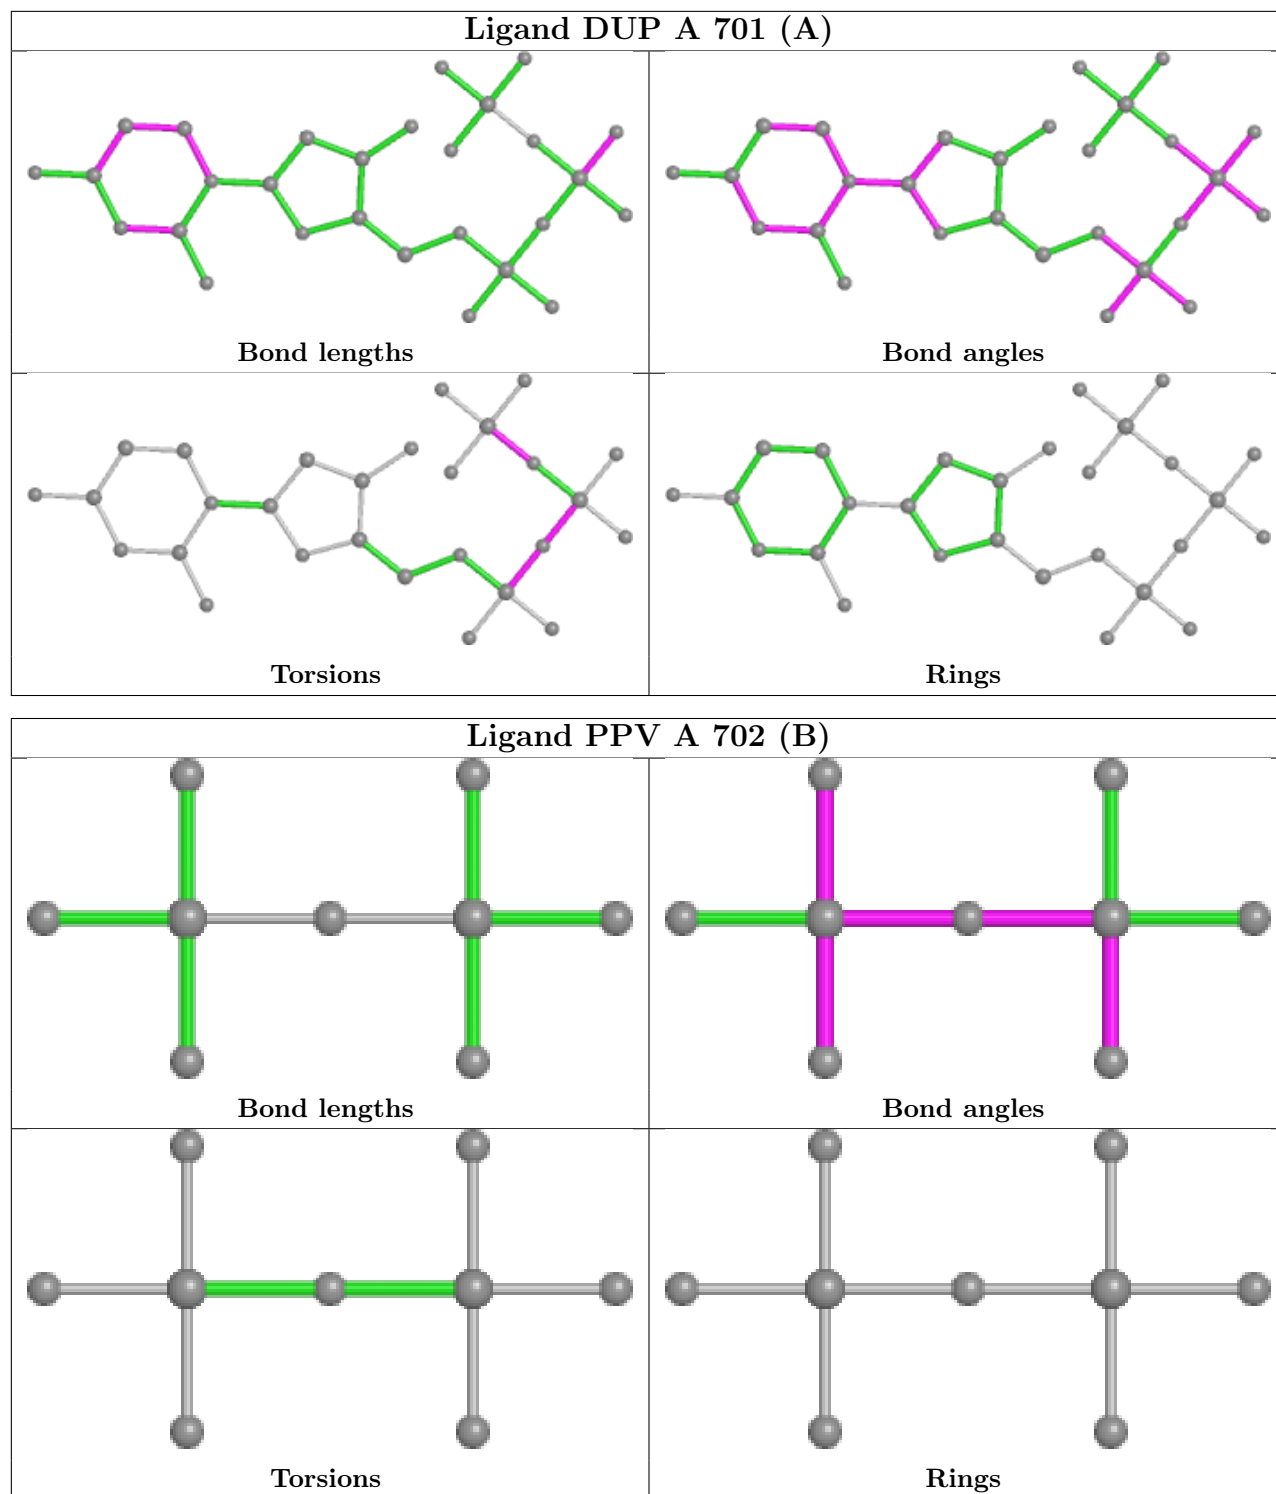 Ligand DUP A 701 (A)
Bond lengths
Bond angles
Torsions
Rings
Ligand PPV A 702 (B)
Bond lengths
Bond angles
Torsions
Rings